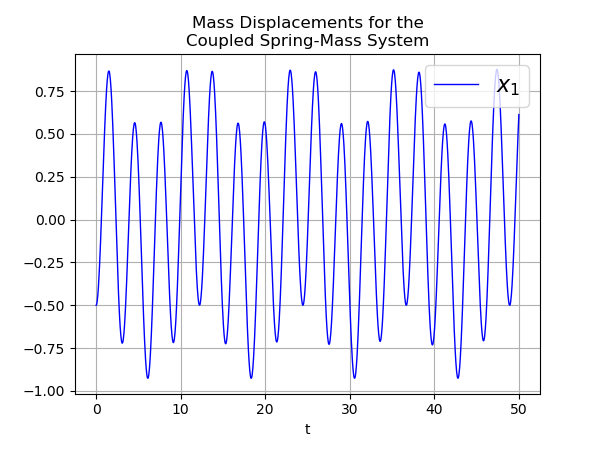 Mass Displacements for the
Coupled Spring-Mass System
x₁
0.75
0.50
0.25
0.00
−0.25
−0.50
−0.75
−1.00
0 10 20 30 40 50
t